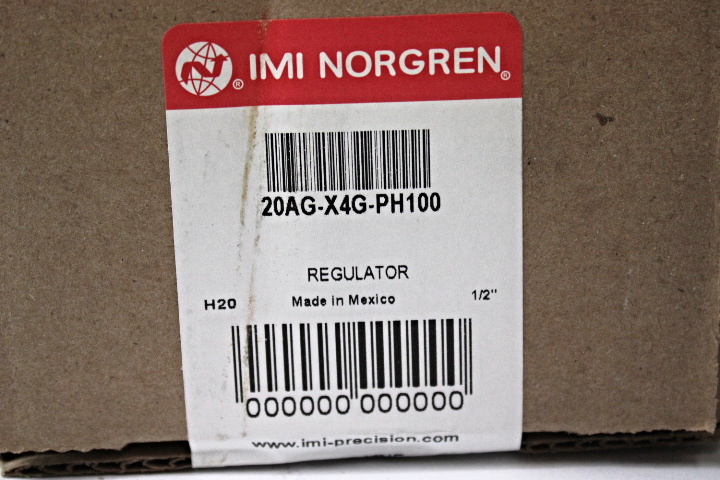 IMI NORGREN®
20AG-X4G-PH100
REGULATOR
H20 Made in Mexico 1/2"
000000 000000
www.imi-precision.com